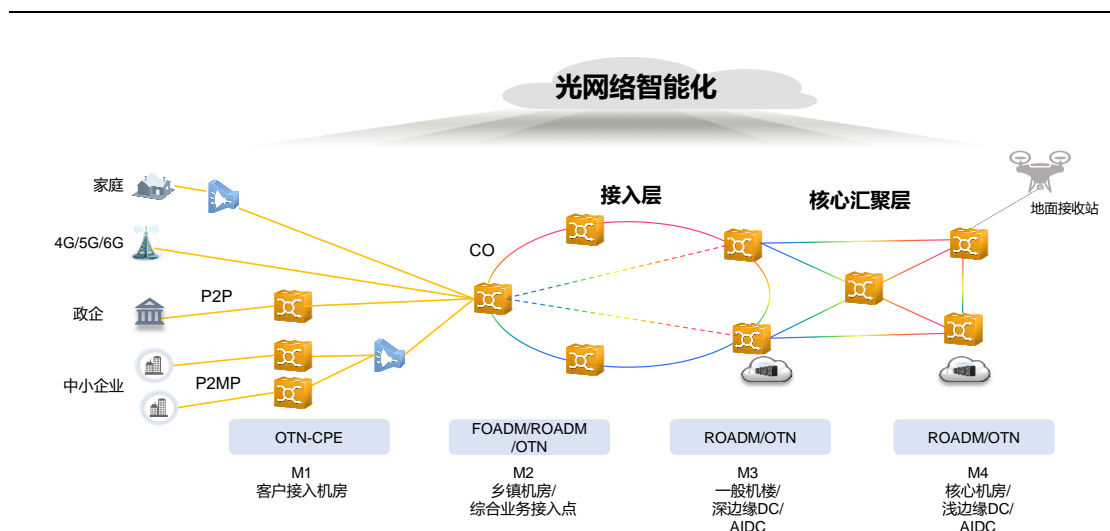 光网络智能化
家庭
接入层
核心汇聚层
地面接收站
4G/5G/6G
CO
P2P
政企
中小企业
P2MP
OTN-CPE
FOADM/ROADM
/OTN
ROADM/OTN
ROADM/OTN
M1
客户接入机房
M2
乡镇机房/
综合业务接入点
M3
一般机楼/
深边缘DC/
AIDC
M4
核心机房/
浅边缘DC/
AIDC